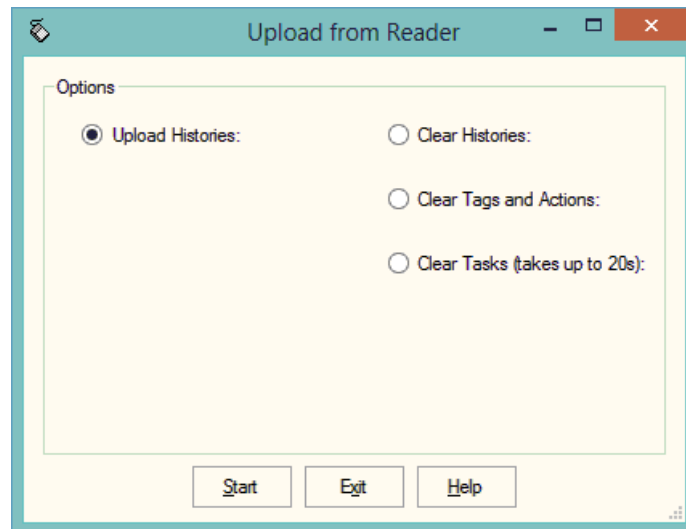 Upload from Reader
Options
Upload Histories:
Clear Histories:
Clear Tags and Actions:
Clear Tasks (takes up to 20s):
Start
Exit
Help